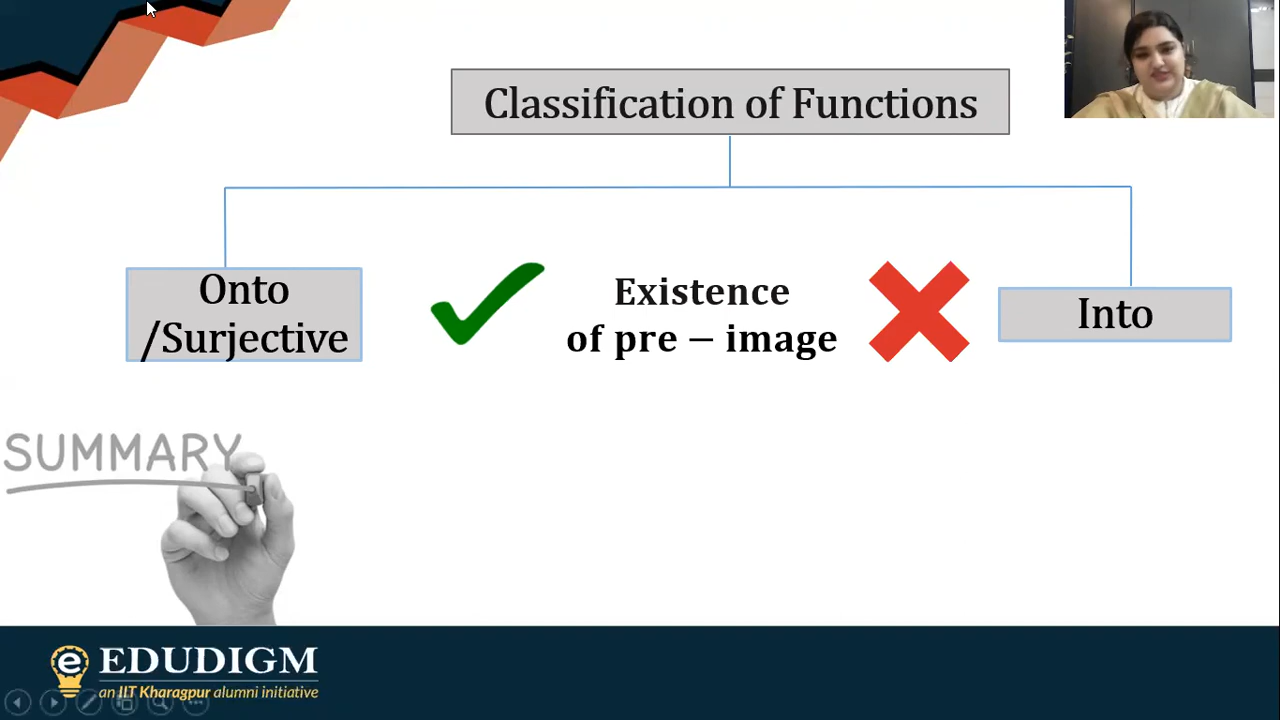 Classification of Functions
Onto
/Surjective
Existence
of pre − image
Into
SUMMARY
e EDUDIGM
an IIT Kharagpur alumni initiative